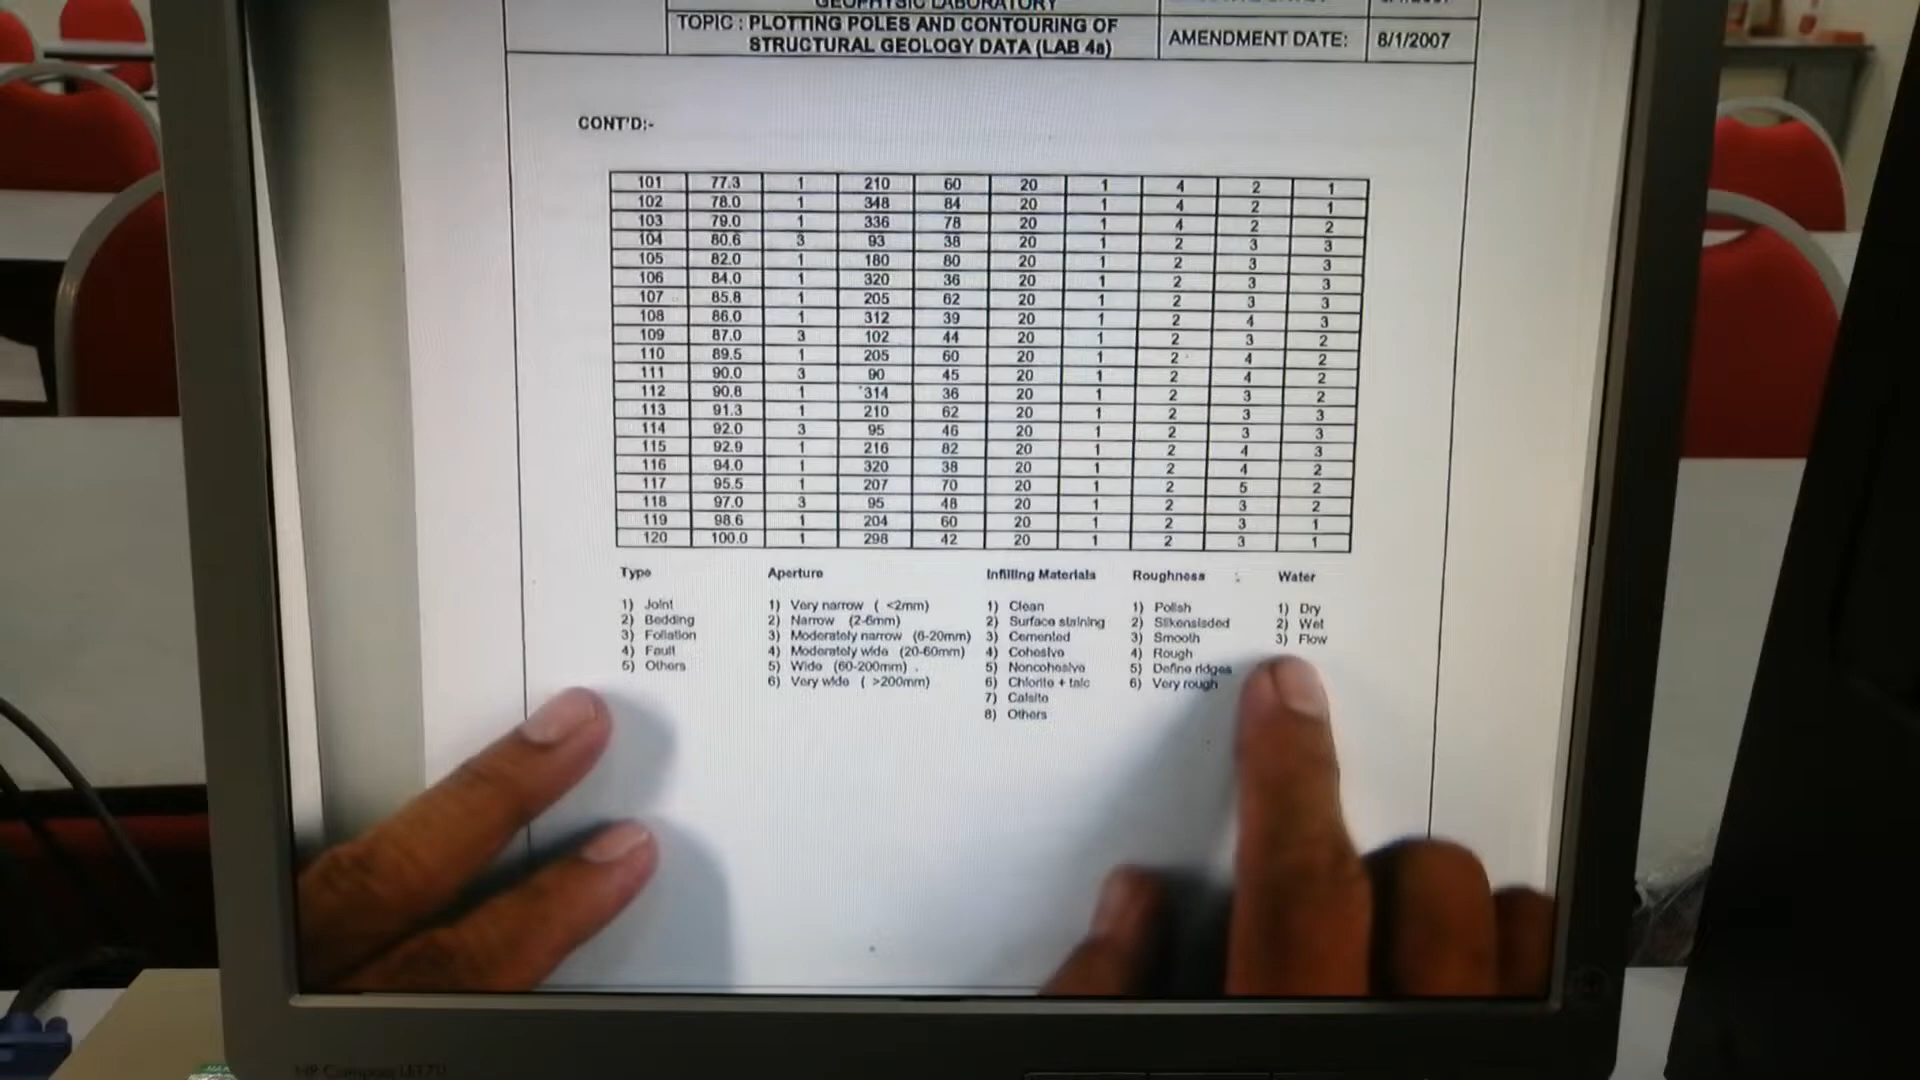 GEOPHYSIC LABORATORY
TOPIC : PLOTTING POLES AND CONTOURING OF STRUCTURAL GEOLOGY DATA (LAB 4a)
AMENDMENT DATE: 8/1/2007
CONT'D:-
101 77.3 1 210 60 20 1 4 2 1
102 78.0 1 348 84 20 1 4 2 1
103 79.0 1 336 78 20 1 4 2 2
104 80.6 3 93 38 20 1 2 3 3
105 82.0 1 180 80 20 1 2 3 3
106 84.0 1 320 36 20 1 2 3 3
107 85.8 1 205 62 20 1 2 3 3
108 86.0 1 312 39 20 1 2 4 3
109 87.0 3 102 44 20 1 2 3 2
110 89.5 1 205 60 20 1 2 4 2
111 90.0 3 90 45 20 1 2 4 2
112 90.8 1 314 36 20 1 2 3 2
113 91.3 1 210 62 20 1 2 3 3
114 92.0 3 95 46 20 1 2 3 3
115 92.9 1 216 82 20 1 2 4 3
116 94.0 1 320 38 20 1 2 4 2
117 95.5 1 207 70 20 1 2 5 2
118 97.0 3 95 48 20 1 2 3 2
119 98.6 1 204 60 20 1 2 3 1
120 100.0 1 298 42 20 1 2 3 1
Type Aperture Infilling Materials Roughness : Water
1) Joint 1) Very narrow ( <2mm) 1) Clean 1) Polish 1) Dry
2) Bedding 2) Narrow (2-6mm) 2) Surface staining 2) Slikensisded 2) Wet
3) Foliation 3) Moderately narrow (6-20mm) 3) Cemented 3) Smooth 3) Flow
4) Fault 4) Moderately wide (20-60mm) 4) Cohesive 4) Rough
5) Others 5) Wide (60-200mm) 5) Noncohesive 5) Define ridges
6) Very wide ( >200mm) 6) Chlorite + talc 6) Very rough
7) Calsite
8) Others
HP Compaq